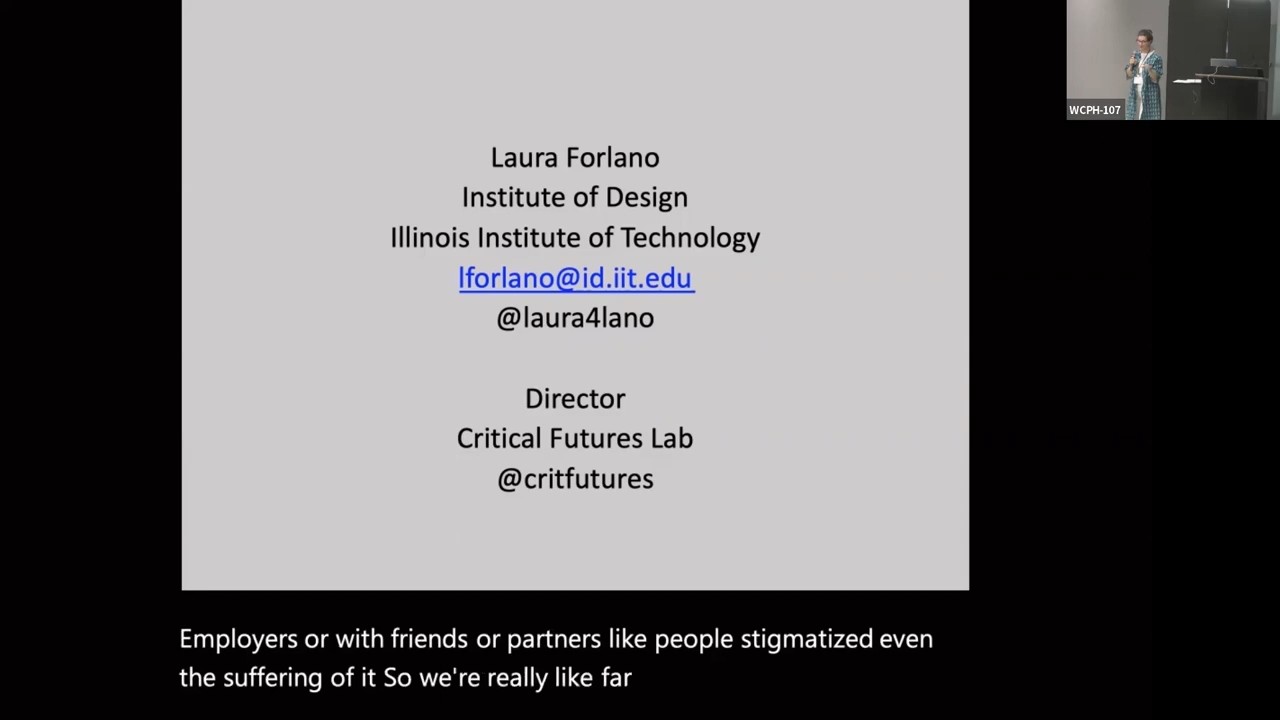 Laura Forlano
Institute of Design
Illinois Institute of Technology
lforlano@id.iit.edu
@laura4lano
Director
Critical Futures Lab
@critfutures
WCPH-107
Employers or with friends or partners like people stigmatized even
the suffering of it So we're really like far